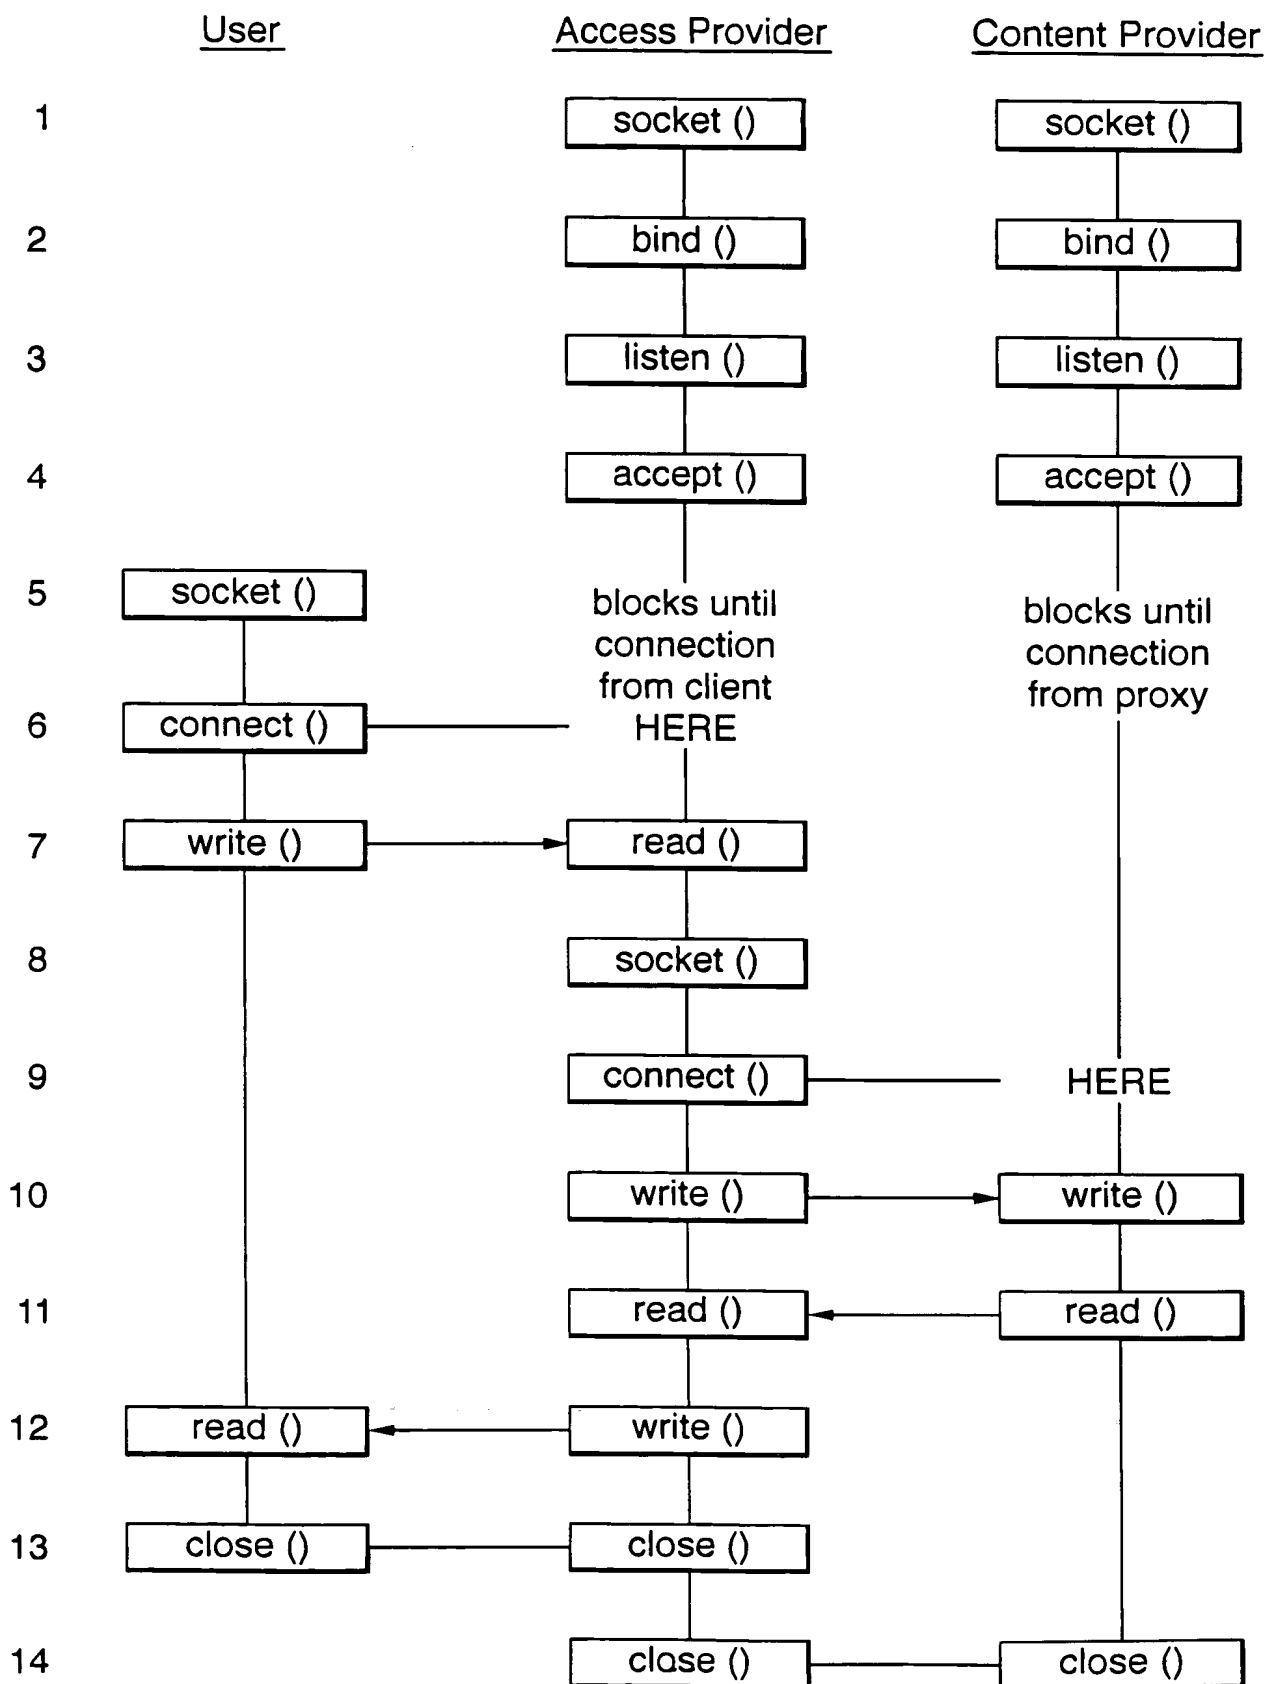 User Access Provider Content Provider
1 socket () socket ()
2 bind () bind ()
3 listen () listen ()
4 accept () accept ()
5 socket () blocks until blocks until
connection connection
from client from proxy
6 connect () HERE
7 write () read ()
8 socket ()
9 connect () HERE
10 write () write ()
11 read () read ()
12 read () write ()
13 close () close ()
14 close () close ()